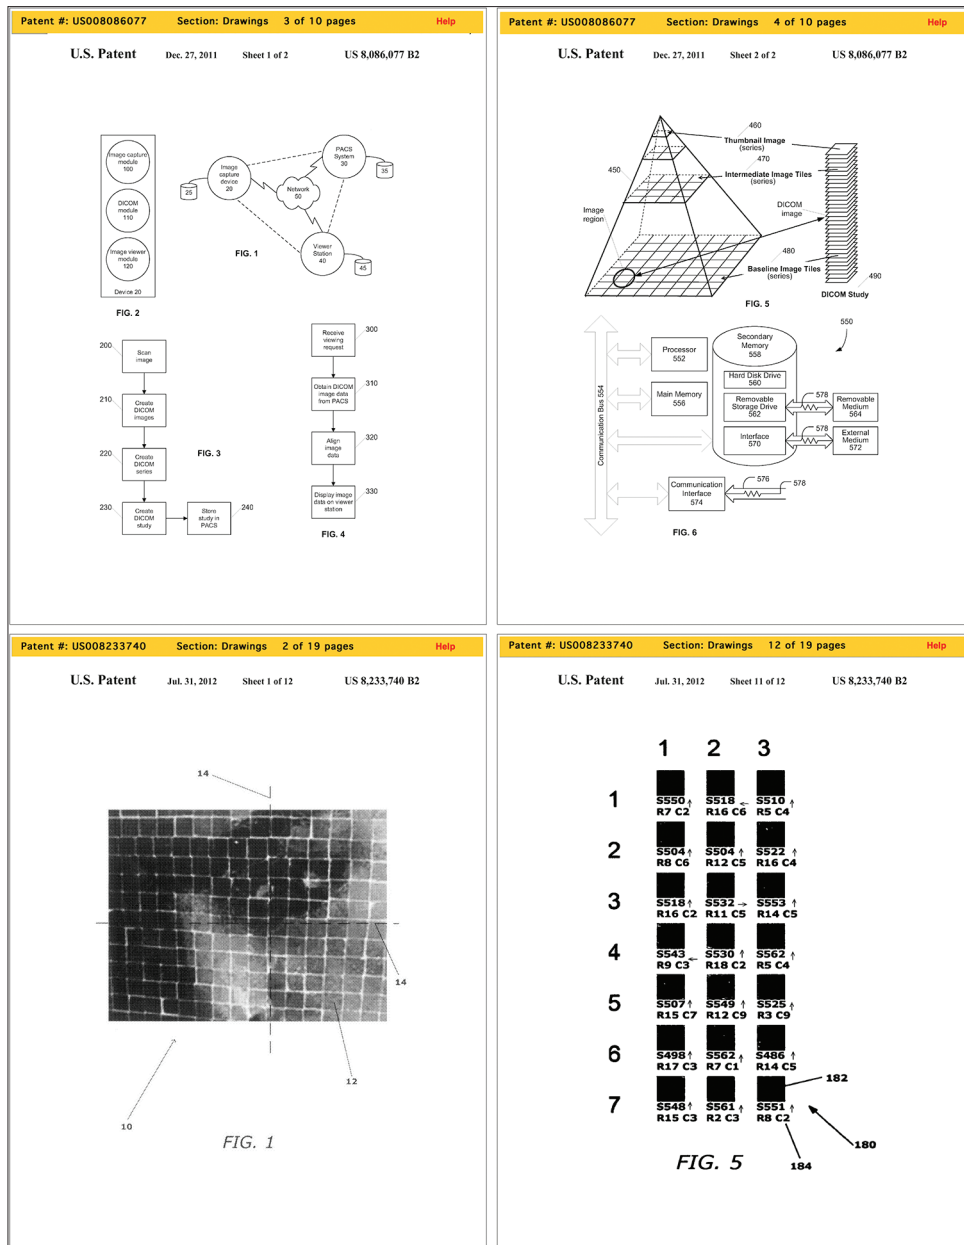 Patent #: US008086077 Section: Drawings 3 of 10 pages Help
U.S. Patent Dec. 27, 2011 Sheet 1 of 2 US 8,086,077 B2
Image capture
module
100
DICOM
module
110
Image viewer
module
120
Device 20
FIG. 2
PACS
System
30
35
Image
capture
device
20
25
Network
50
Viewer
Station
40
45
FIG. 1
200
Scan
image
210
Create
DICOM
images
220
Create
DICOM
series
230
Create
DICOM
study
240
Store
study in
PACS
FIG. 3
300
Receive
viewing
request
310
Obtain DICOM
image data
from PACS
320
Align
image
data
330
Display image
data on viewer
station
FIG. 4
Patent #: US008086077 Section: Drawings 4 of 10 pages Help
U.S. Patent Dec. 27, 2011 Sheet 2 of 2 US 8,086,077 B2
460
Thumbnail Image
(series)
470
450
Intermediate Image Tiles
(series)
Image
region
DICOM
image
480
Baseline Image Tiles
(series)
490
DICOM Study
FIG. 5
550
Processor
552
Main Memory
556
Communication Bus 554
Secondary
Memory
558
Hard Disk Drive
560
Removable
Storage Drive
562
578
Removable
Medium
564
Interface
570
578
External
Medium
572
Communication
Interface
574
576
578
FIG. 6
Patent #: US008233740 Section: Drawings 2 of 19 pages Help
U.S. Patent Jul. 31, 2012 Sheet 1 of 12 US 8,233,740 B2
14
14
12
10
FIG. 1
Patent #: US008233740 Section: Drawings 12 of 19 pages Help
U.S. Patent Jul. 31, 2012 Sheet 11 of 12 US 8,233,740 B2
1 2 3
1
S550 ↑ S518 ← S510 ↑
R7 C2 R16 C6 R5 C4
2
S504 ↑ S504 ↑ S522 ↑
R8 C6 R12 C5 R16 C4
3
S518 ↑ S532 → S553 ↑
R16 C2 R11 C5 R14 C5
4
S543 ← S530 ↑ S562 ↑
R9 C3 R18 C2 R5 C4
5
S507 ↑ S549 ↑ S525 ↑
R15 C7 R12 C9 R3 C9
6
S498 ↑ S562 ↑ S486 ↑
R17 C3 R7 C1 R14 C5
7
S548 ↑ S561 ↑ S551 ↑
R15 C3 R2 C3 R8 C2
182
180
184
FIG. 5